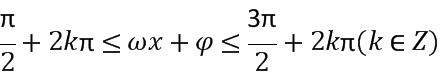 π/2 + 2kπ ≤ ωx + φ ≤ 3π/2 + 2kπ(k ∈ Z)